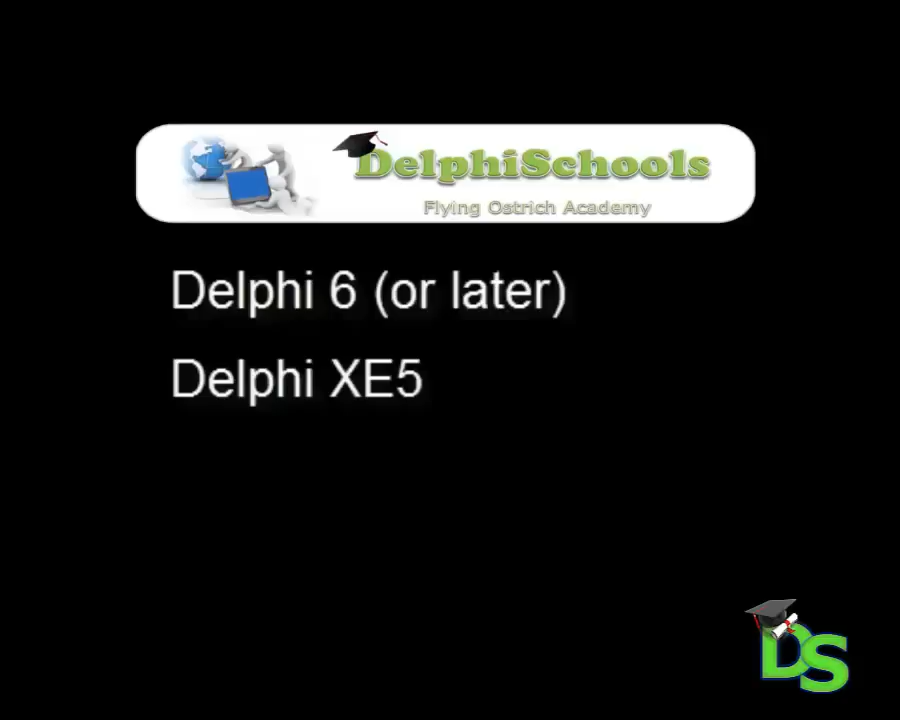 DelphiSchools
Flying Ostrich Academy
Delphi 6 (or later)
Delphi XE5
DS